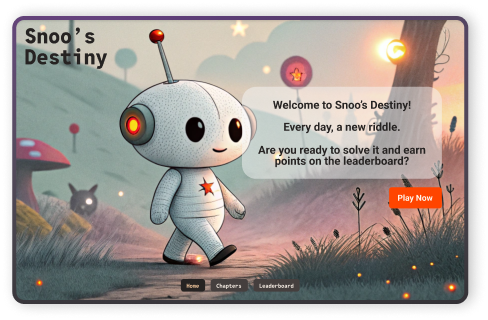 Snoo's
Destiny
Welcome to Snoo's Destiny!
Every day, a new riddle.
Are you ready to solve it and earn
points on the leaderboard?
Play Now
Home Chapters Leaderboard